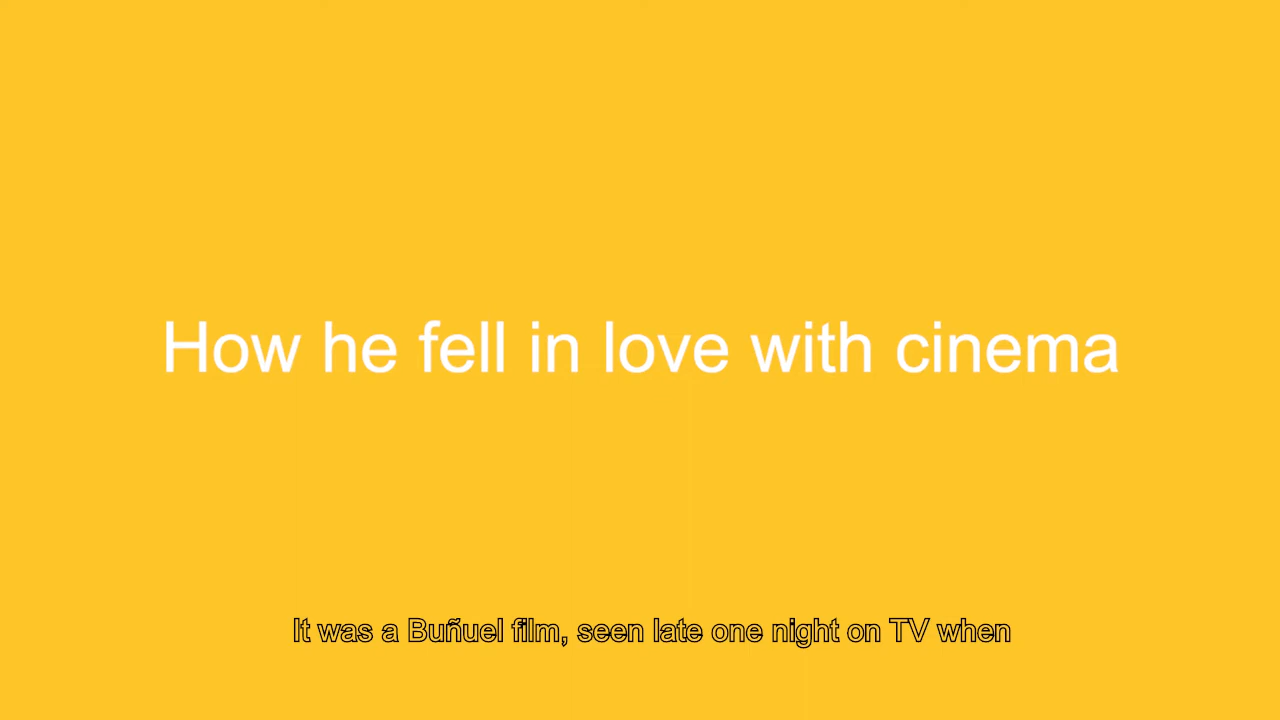 How he fell in love with cinema
It was a Buñuel film, seen late one night on TV when